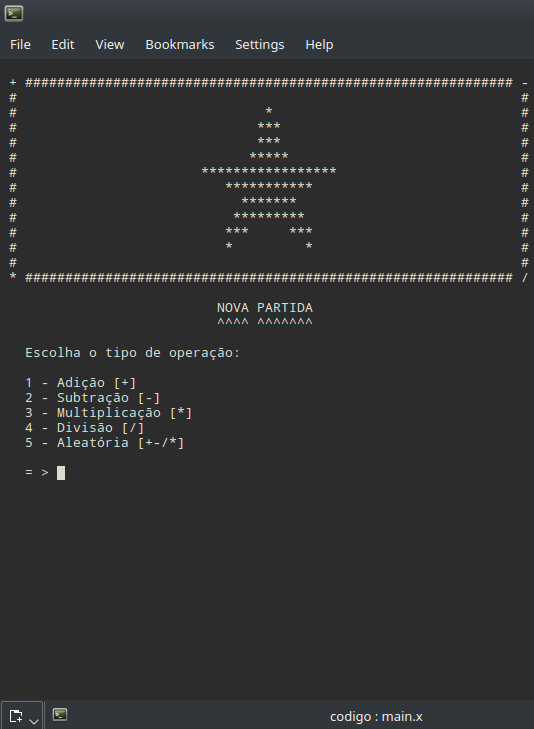 File Edit View Bookmarks Settings Help
+ ############################################################# -
# #
# * #
# *** #
# *** #
# ***** #
# ***************** #
# *********** #
# ******* #
# ********* #
# *** *** #
# * * #
# #
* ############################################################# /
NOVA PARTIDA
^^^^ ^^^^^^^
Escolha o tipo de operação:
1 - Adição [+]
2 - Subtração [-]
3 - Multiplicação [*]
4 - Divisão [/]
5 - Aleatória [+-/*]
= >
codigo : main.x